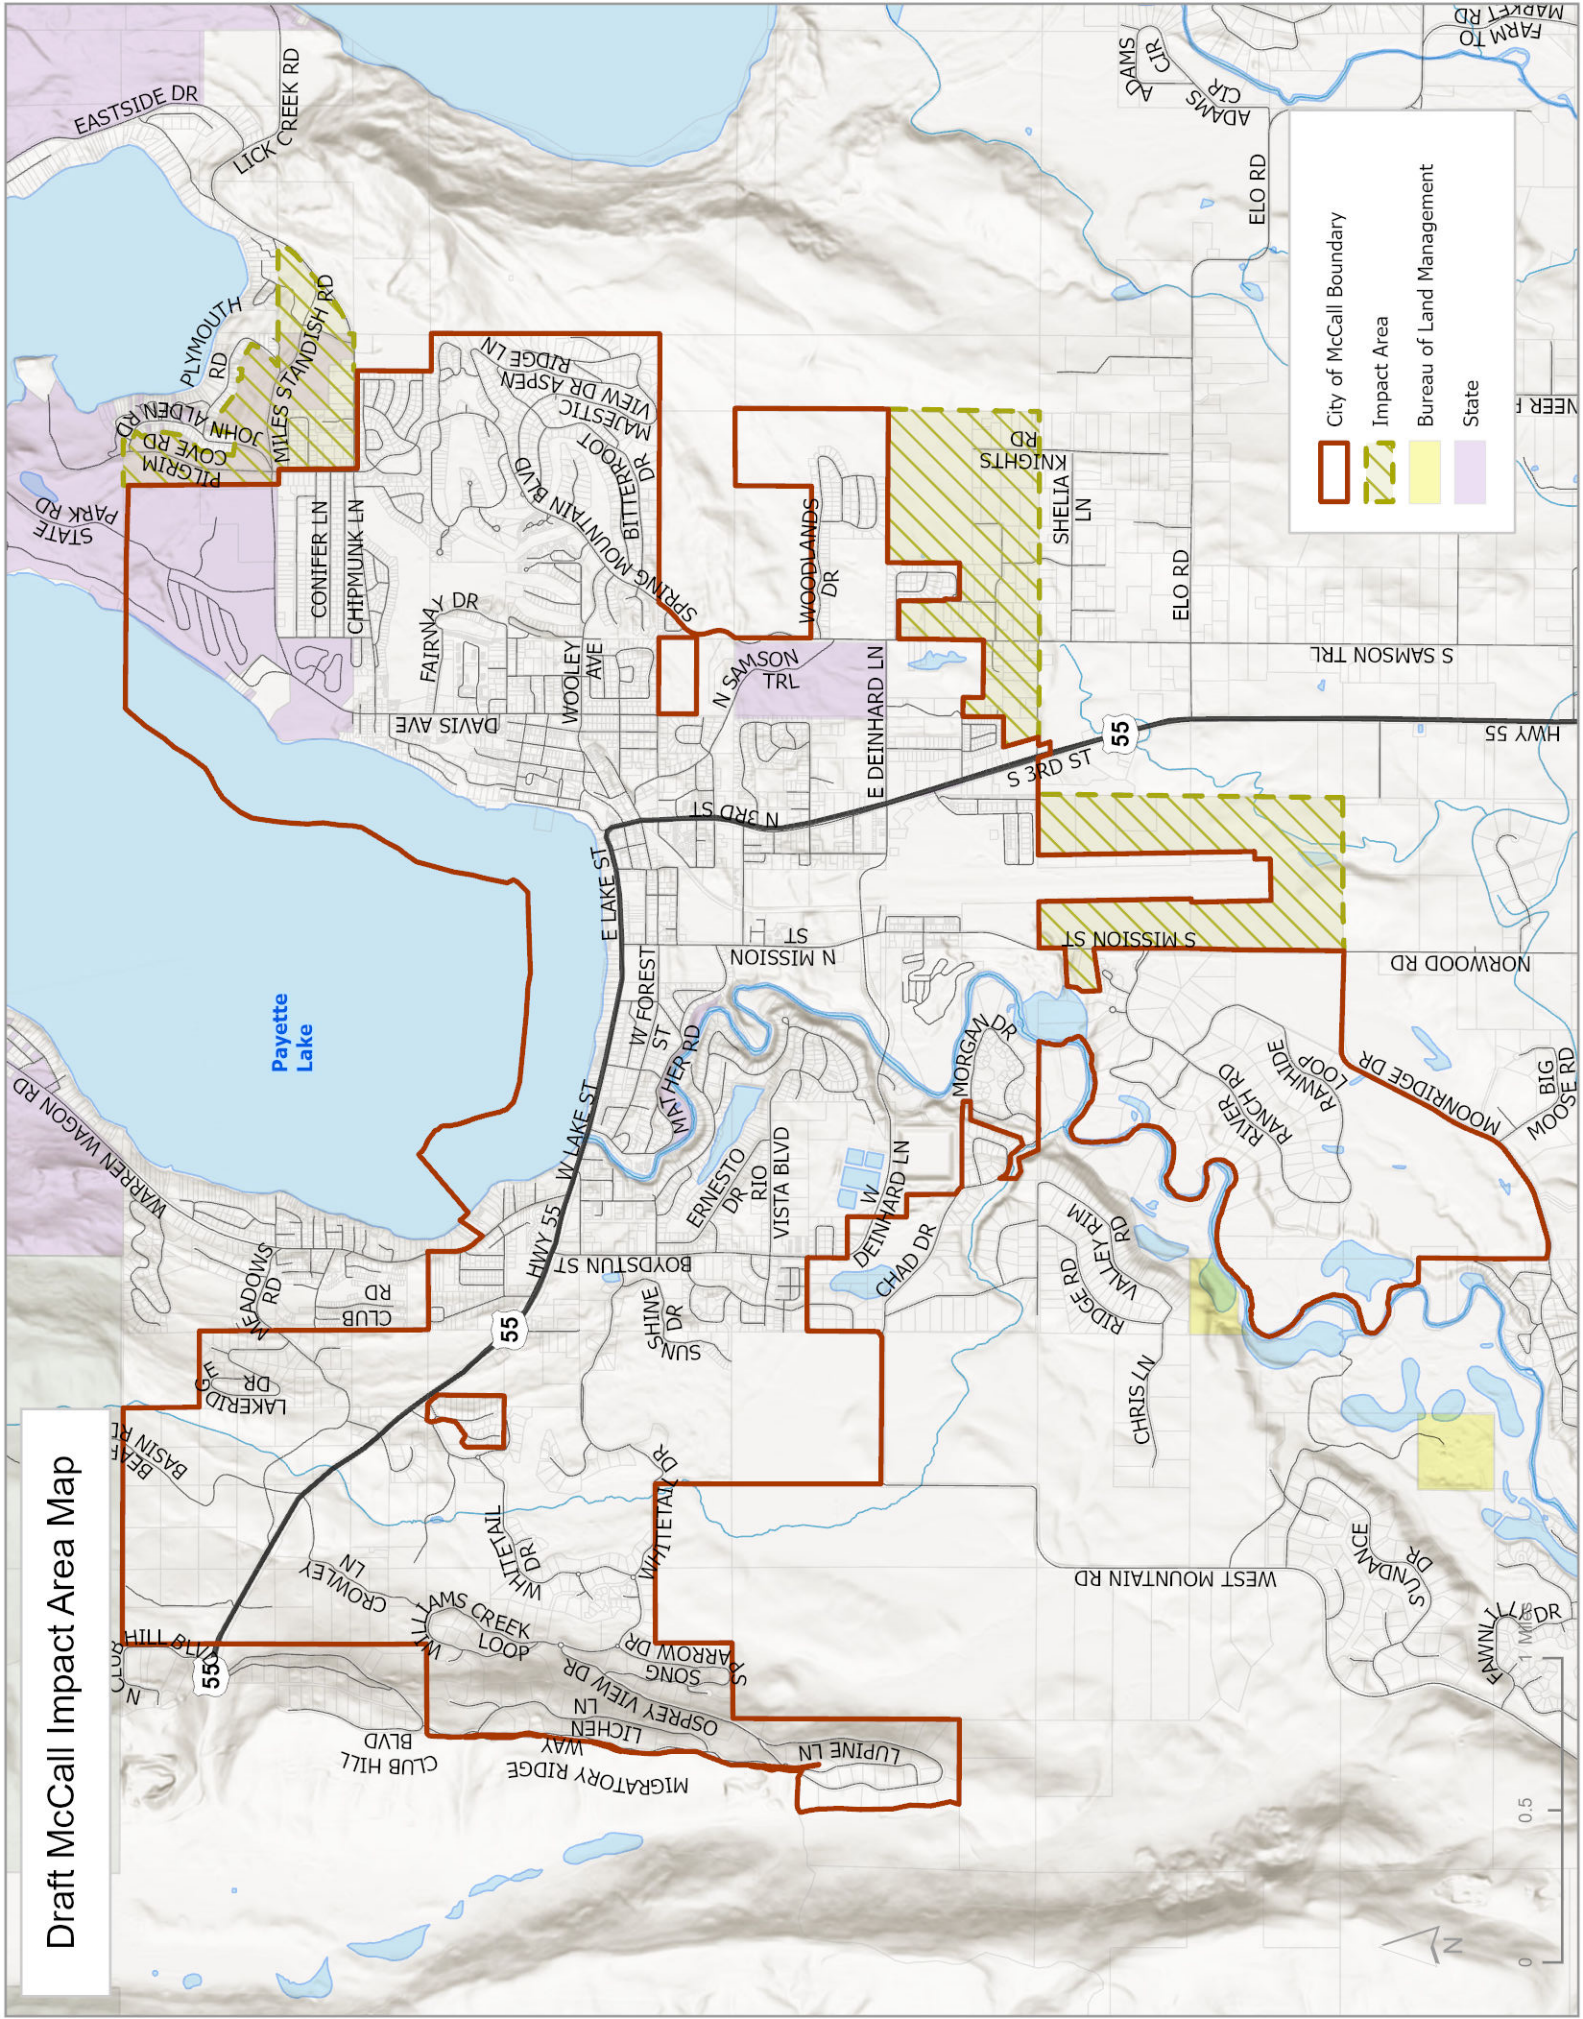 Draft McCall Impact Area Map
EASTSIDE DR
LICK CREEK RD
PLYMOUTH
RD
MILES STANDISH RD
JOHN ALDEN RD
PILGRIM
COVE RD
STATE
PARK RD
CONIFER LN
CHIPMUNK LN
FAIRWAY DR
DAVIS AVE
WOOLEY
AVE
SPRING MOUNTAIN BLVD
BITTERROOT
DR
MAJESTIC
VIEW DR
ASPEN
RIDGE LN
WOODLANDS
DR
N SAMSON
TRL
E DEINHARD LN
KNIGHTS
RD
SHELIA
LN
ELO RD
ELO RD
ADAMS
CIR
ADAMS
CIR
FARM TO
MARKET RD
S SAMSON TRL
HWY 55
55
S 3RD ST
N 3RD ST
E LAKE ST
N MISSION
ST
S MISSION ST
NORWOOD RD
W FOREST
ST
MATHER RD
W LAKE ST
HWY 55
55
Payette
Lake
WARREN WAGON RD
MEADOWS
RD
CLUB
RD
LAKERIDGE
DR
BASIN
BOYDSTUN ST
ERNESTO
DR
RIO
VISTA BLVD
SUN
SHINE
DR
W
DEINHARD LN
CHAD DR
MORGAN DR
RIVER
RANCH RD
RAWHIDE
LOOP
MOONRIDGE DR
BIG
MOOSE RD
VALLEY RIM
RD
RIDGE RD
CHRIS LN
WEST MOUNTAIN RD
SUNDANCE
DR
FAWNLILLY DR
WHITETAIL
DR
WHITETAIL DR
CROWLEY
LN
WILLIAMS CREEK
LOOP
SONG
SPARROW DR
OSPREY VIEW DR
LICHEN
LN
MIGRATORY RIDGE
WAY
LUPINE LN
CLUB HILL
BLVD
HILL BLVD
55
City of McCall Boundary
Impact Area
Bureau of Land Management
State
N
0
0.5
1 Miles